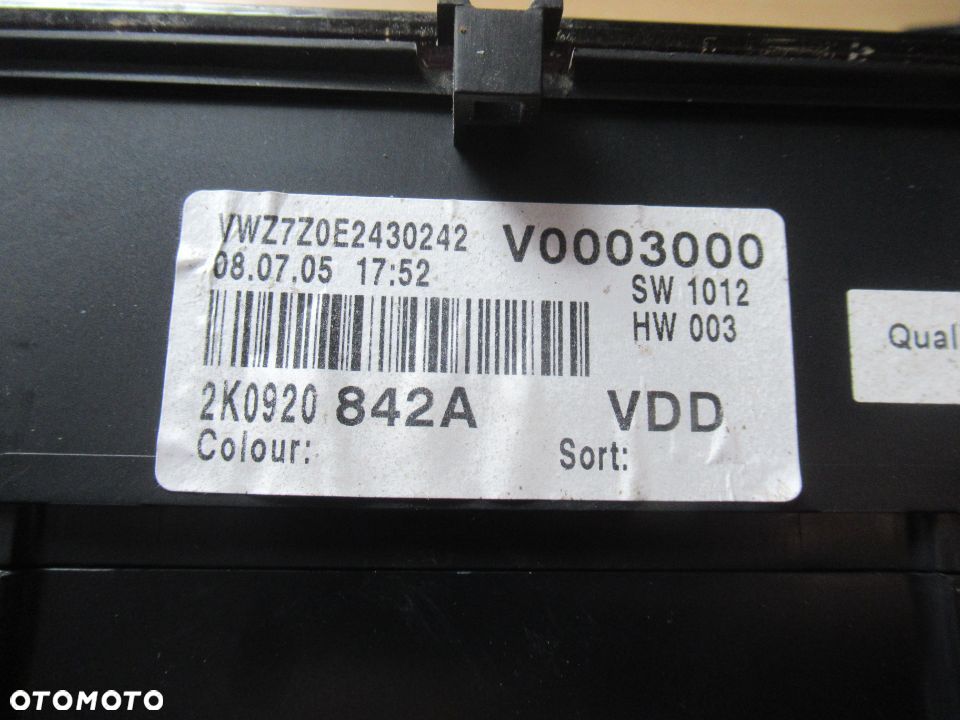 VWZ7Z0E2430242 V0003000
08.07.05 17:52 SW 1012
HW 003
2K0920 842A VDD
Colour: Sort:
Qual
OTOMOTO